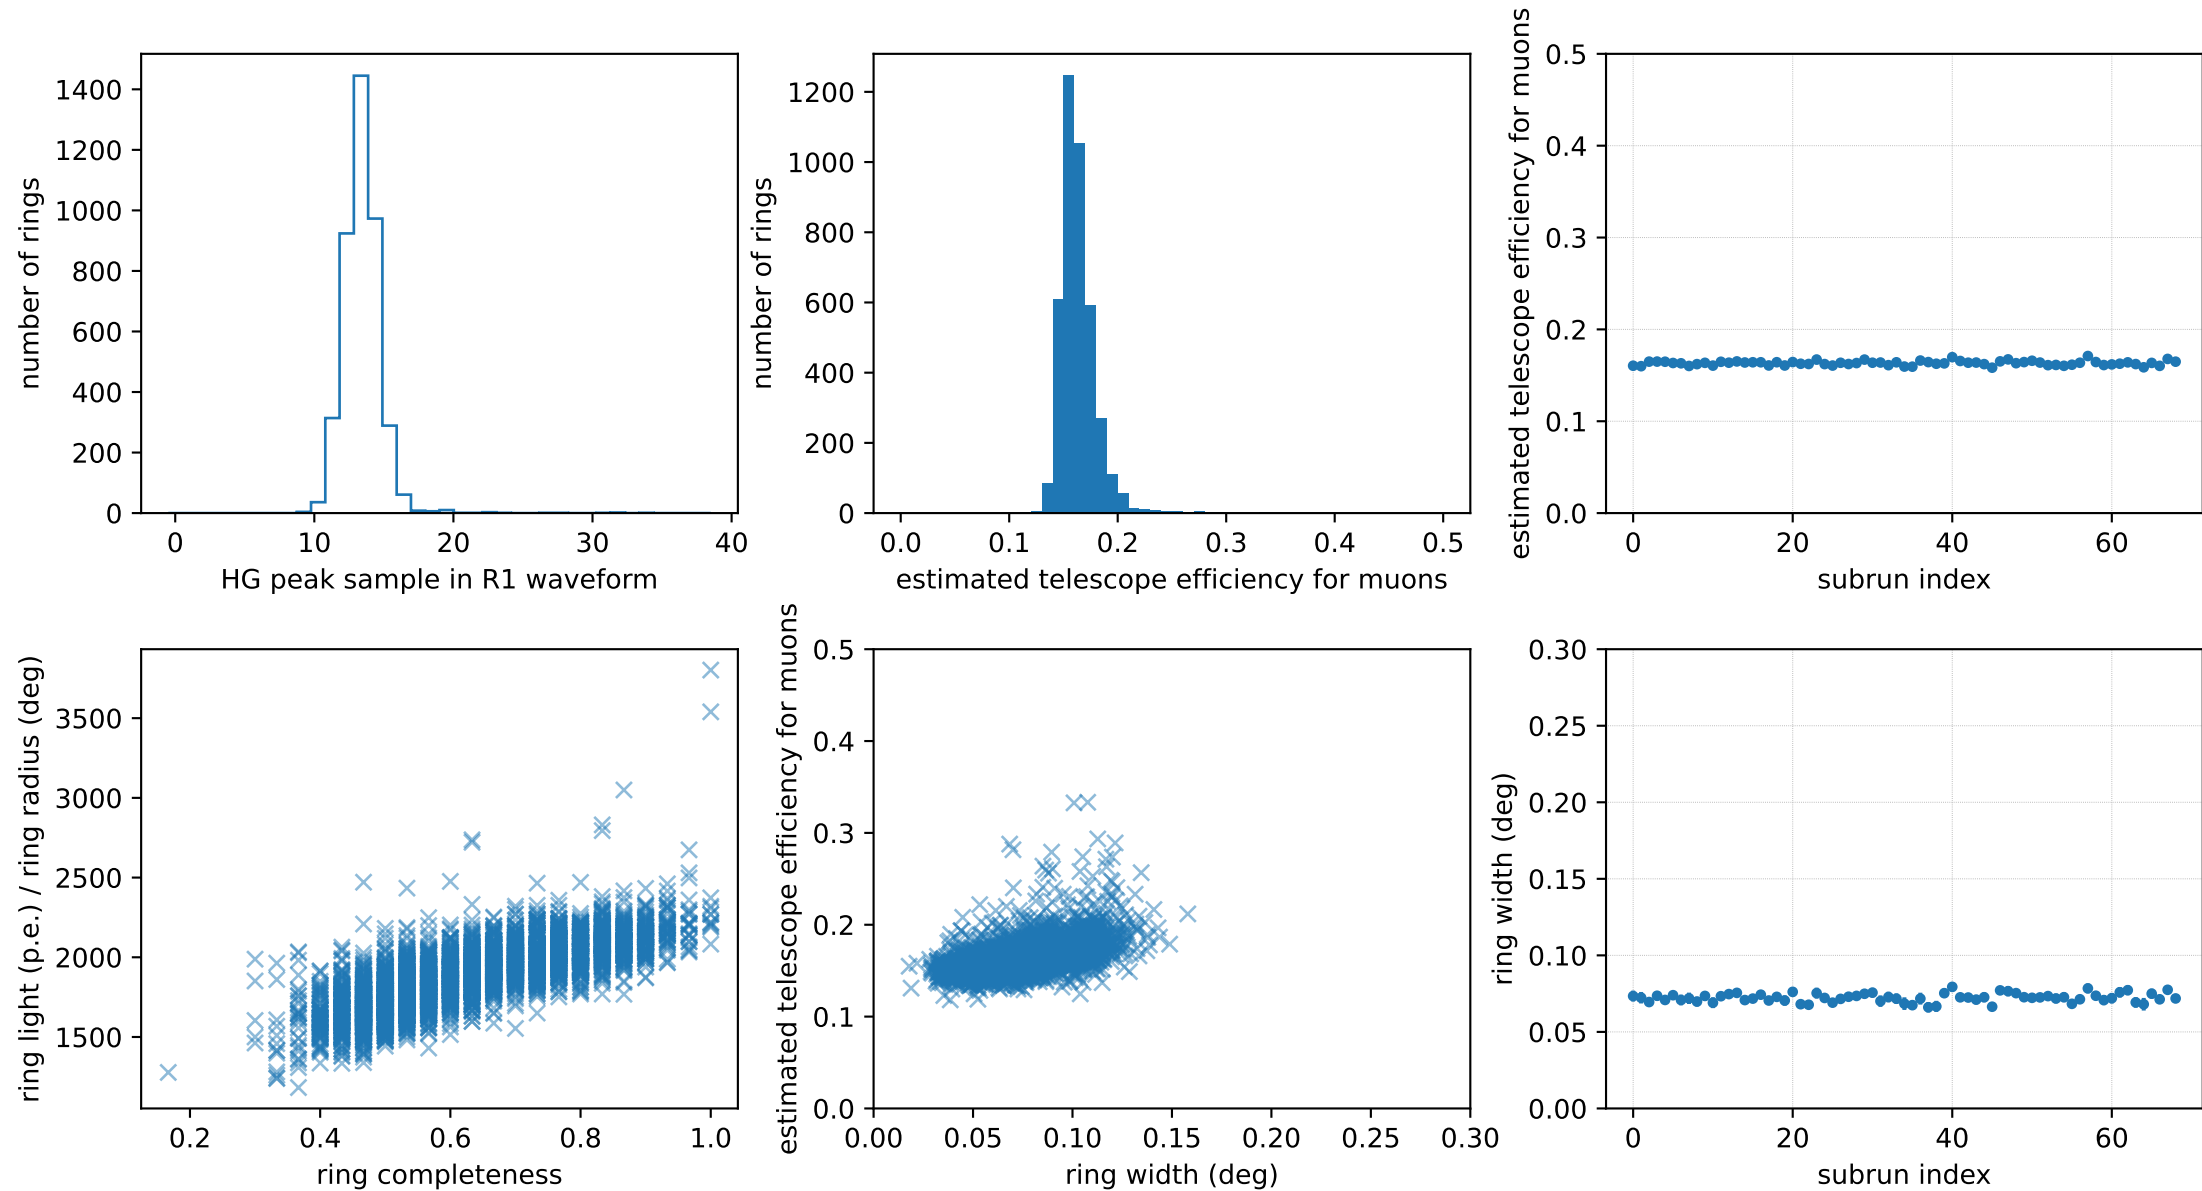 number of rings
1400
1200
1000
800
600
400
200
0
0 10 20 30 40
HG peak sample in R1 waveform
number of rings
1200
1000
800
600
400
200
0
0.0 0.1 0.2 0.3 0.4 0.5
estimated telescope efficiency for muons
estimated telescope efficiency for muons
0.5
0.4
0.3
0.2
0.1
0.0
0 20 40 60
subrun index
ring light (p.e.) / ring radius (deg)
3500
3000
2500
2000
1500
0.2 0.4 0.6 0.8 1.0
ring completeness
estimated telescope efficiency for muons
0.5
0.4
0.3
0.2
0.1
0.0
0.00 0.05 0.10 0.15 0.20 0.25 0.30
ring width (deg)
ring width (deg)
0.30
0.25
0.20
0.15
0.10
0.05
0.00
0 20 40 60
subrun index